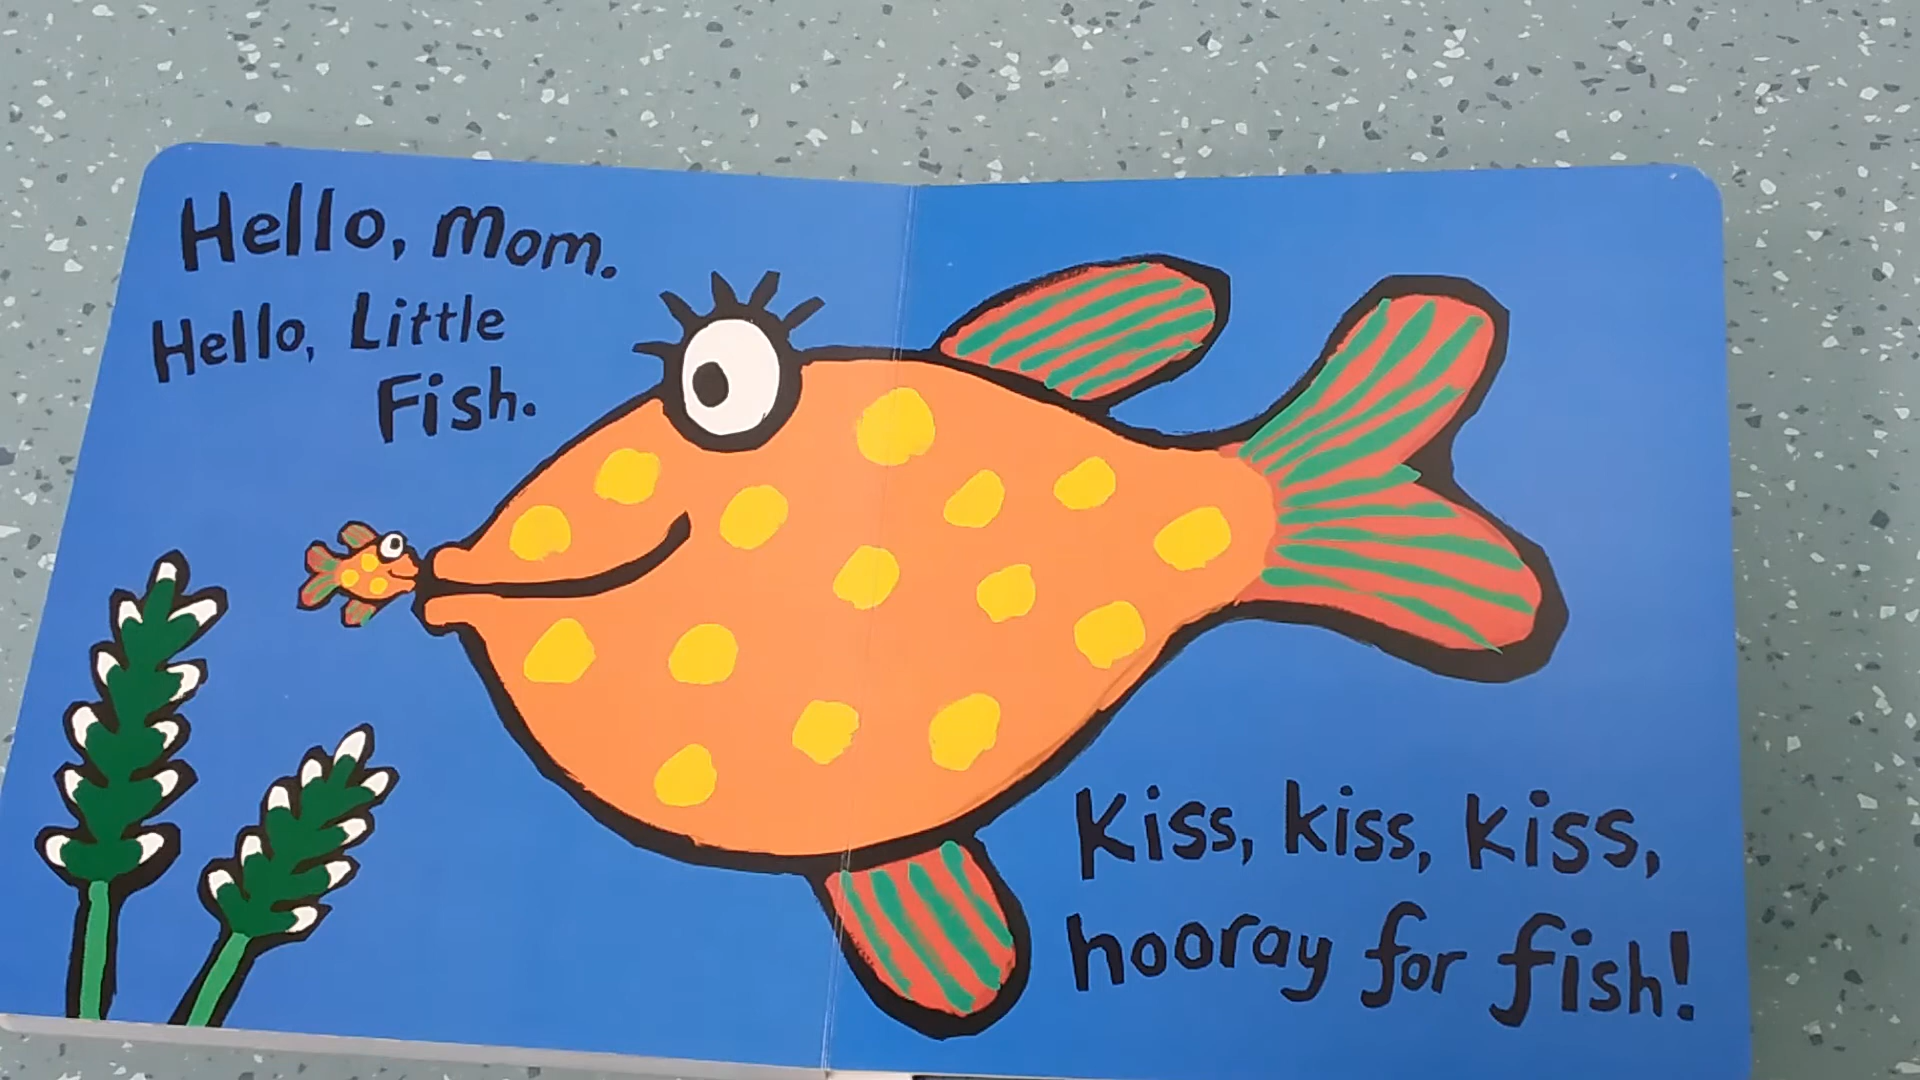 Hello, Mom.
Hello, Little
Fish.
Kiss, kiss, kiss,
hooray for fish!